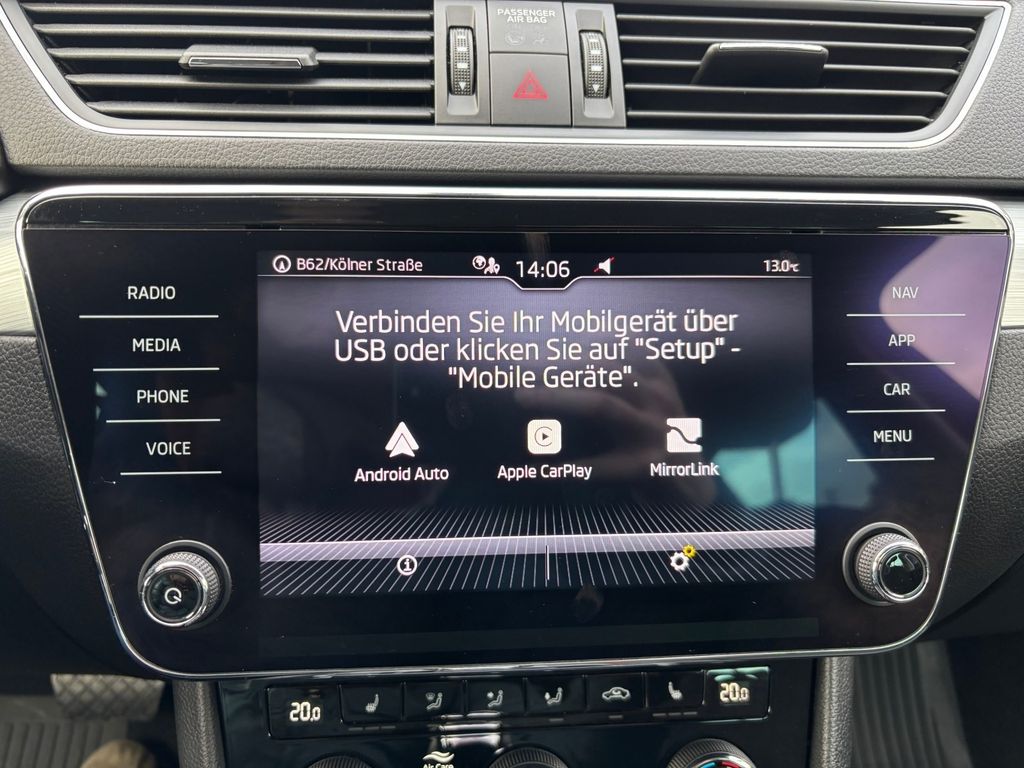 PASSENGER
AIR BAG
B62/Kölner Straße
14:06
13.0°C
RADIO
MEDIA
PHONE
VOICE
Verbinden Sie Ihr Mobilgerät über
USB oder klicken Sie auf "Setup" -
"Mobile Geräte".
Android Auto
Apple CarPlay
MirrorLink
NAV
APP
CAR
MENU
20.0
20.0
Air Care